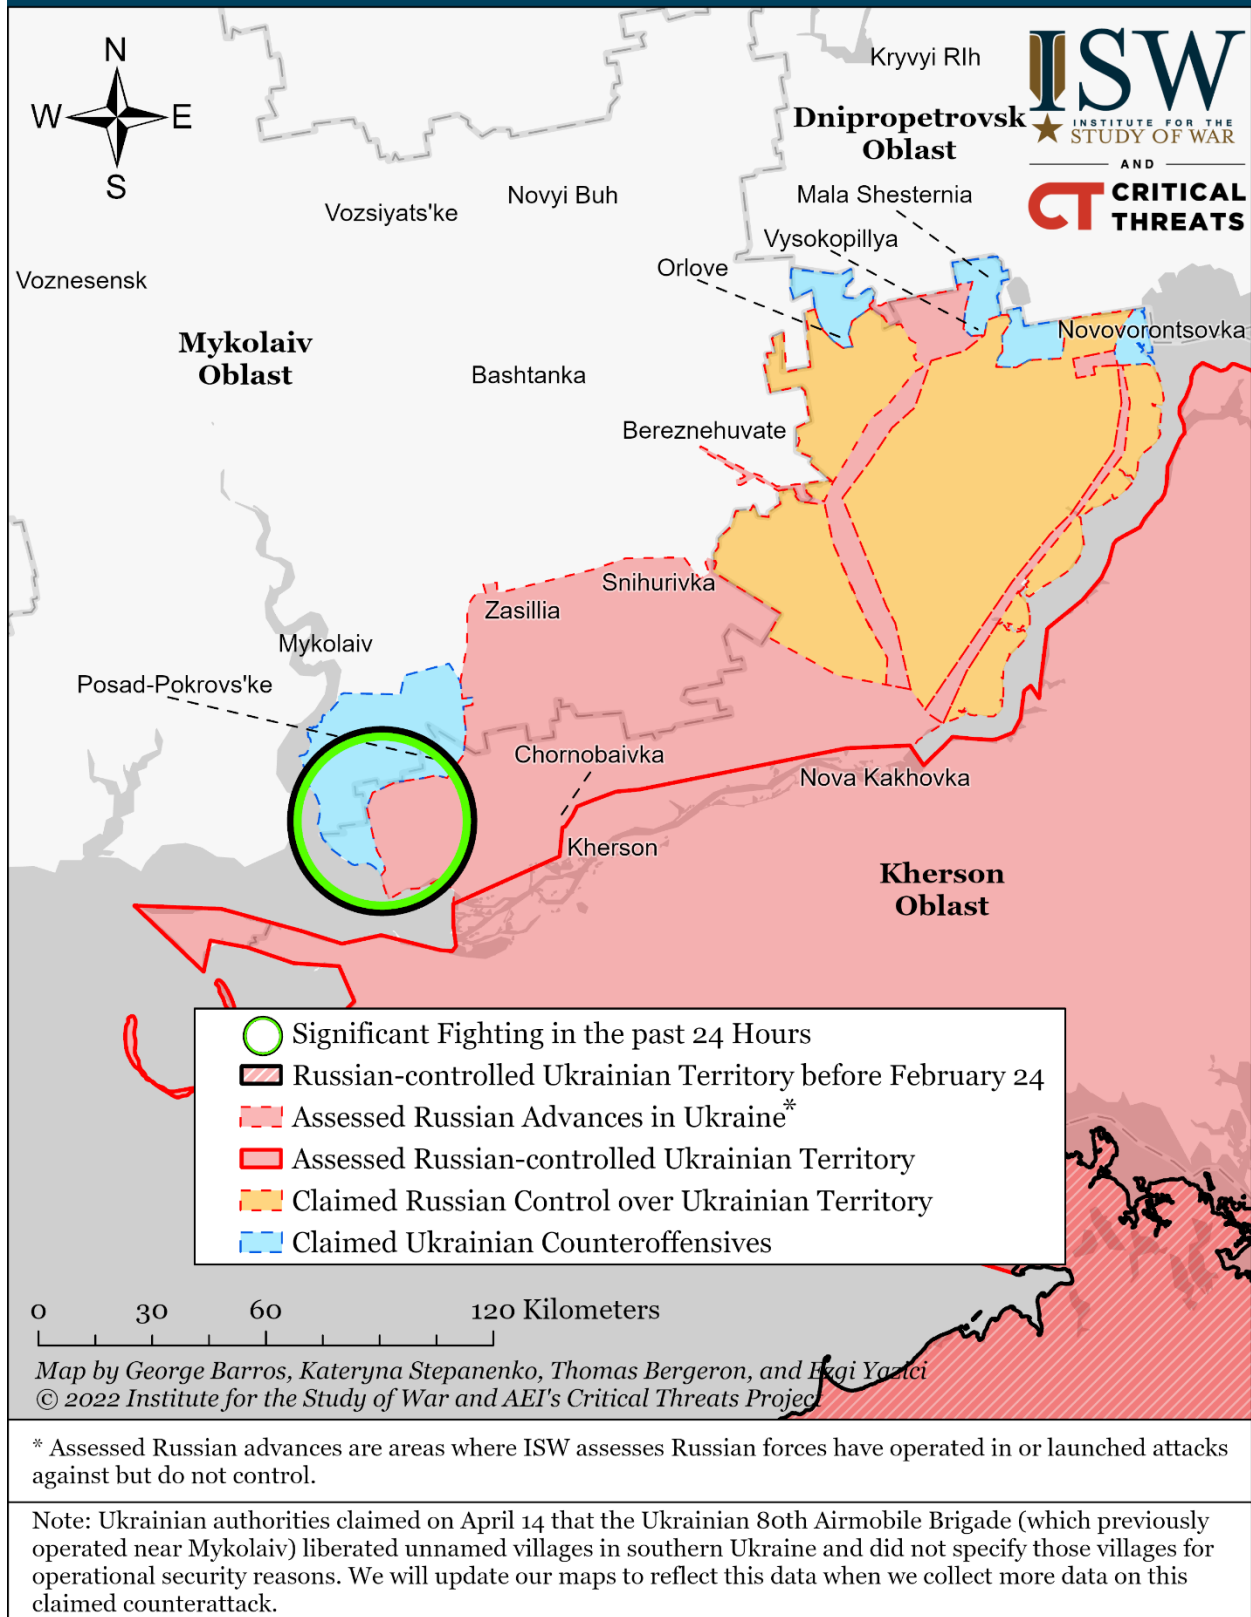 N
W
E
S
Kryvyi RIh
ISW
INSTITUTE FOR THE
STUDY OF WAR
AND
CT CRITICAL
THREATS
Dnipropetrovsk
Oblast
Mala Shesternia
Novyi Buh
Vozsiyats'ke
Vysokopillya
Orlove
Voznesensk
Novovorontsovka
Mykolaiv
Oblast
Bashtanka
Bereznehuvate
Snihurivka
Zasillia
Mykolaiv
Posad-Pokrovs'ke
Chornobaivka
Nova Kakhovka
Kherson
Kherson
Oblast
Significant Fighting in the past 24 Hours
Russian-controlled Ukrainian Territory before February 24
Assessed Russian Advances in Ukraine*
Assessed Russian-controlled Ukrainian Territory
Claimed Russian Control over Ukrainian Territory
Claimed Ukrainian Counteroffensives
0 30 60 120 Kilometers
Map by George Barros, Kateryna Stepanenko, Thomas Bergeron, and Ezgi Yazici
© 2022 Institute for the Study of War and AEI's Critical Threats Project
* Assessed Russian advances are areas where ISW assesses Russian forces have operated in or launched attacks
against but do not control.
Note: Ukrainian authorities claimed on April 14 that the Ukrainian 80th Airmobile Brigade (which previously
operated near Mykolaiv) liberated unnamed villages in southern Ukraine and did not specify those villages for
operational security reasons. We will update our maps to reflect this data when we collect more data on this
claimed counterattack.